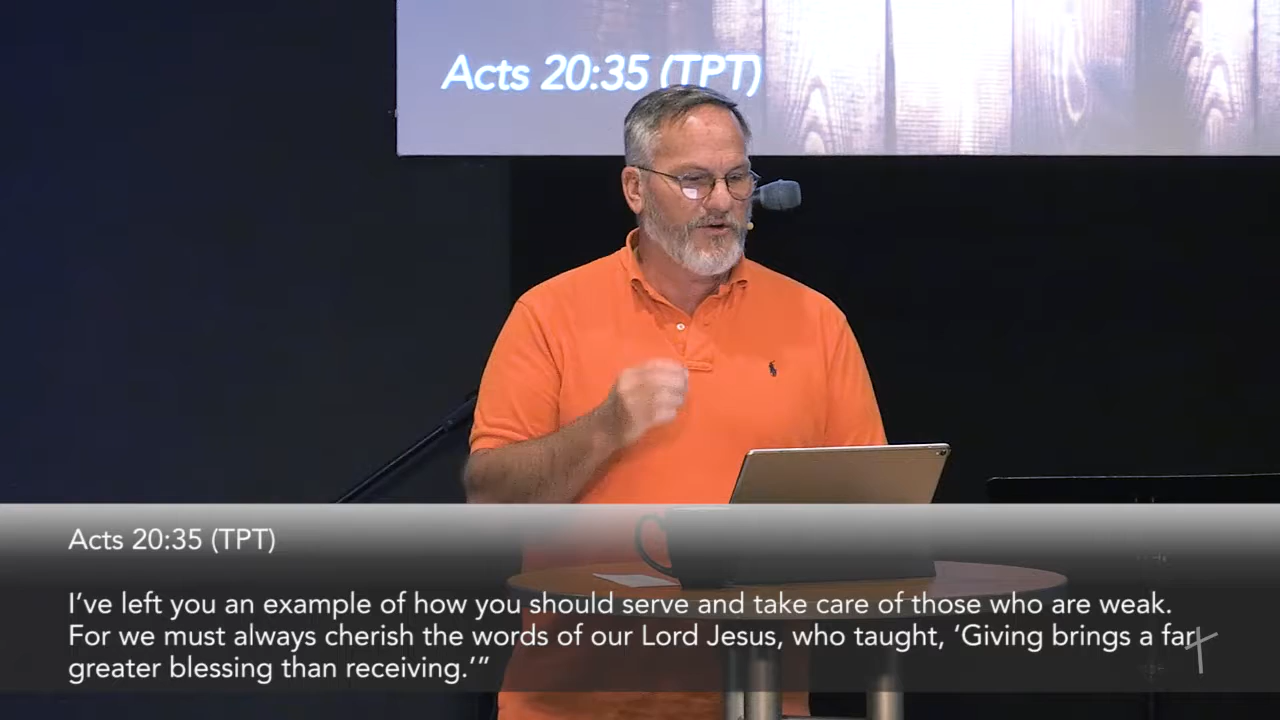 Acts 20:35 (TPT)
Acts 20:35 (TPT)
I’ve left you an example of how you should serve and take care of those who are weak.
For we must always cherish the words of our Lord Jesus, who taught, ‘Giving brings a far
greater blessing than receiving.’”